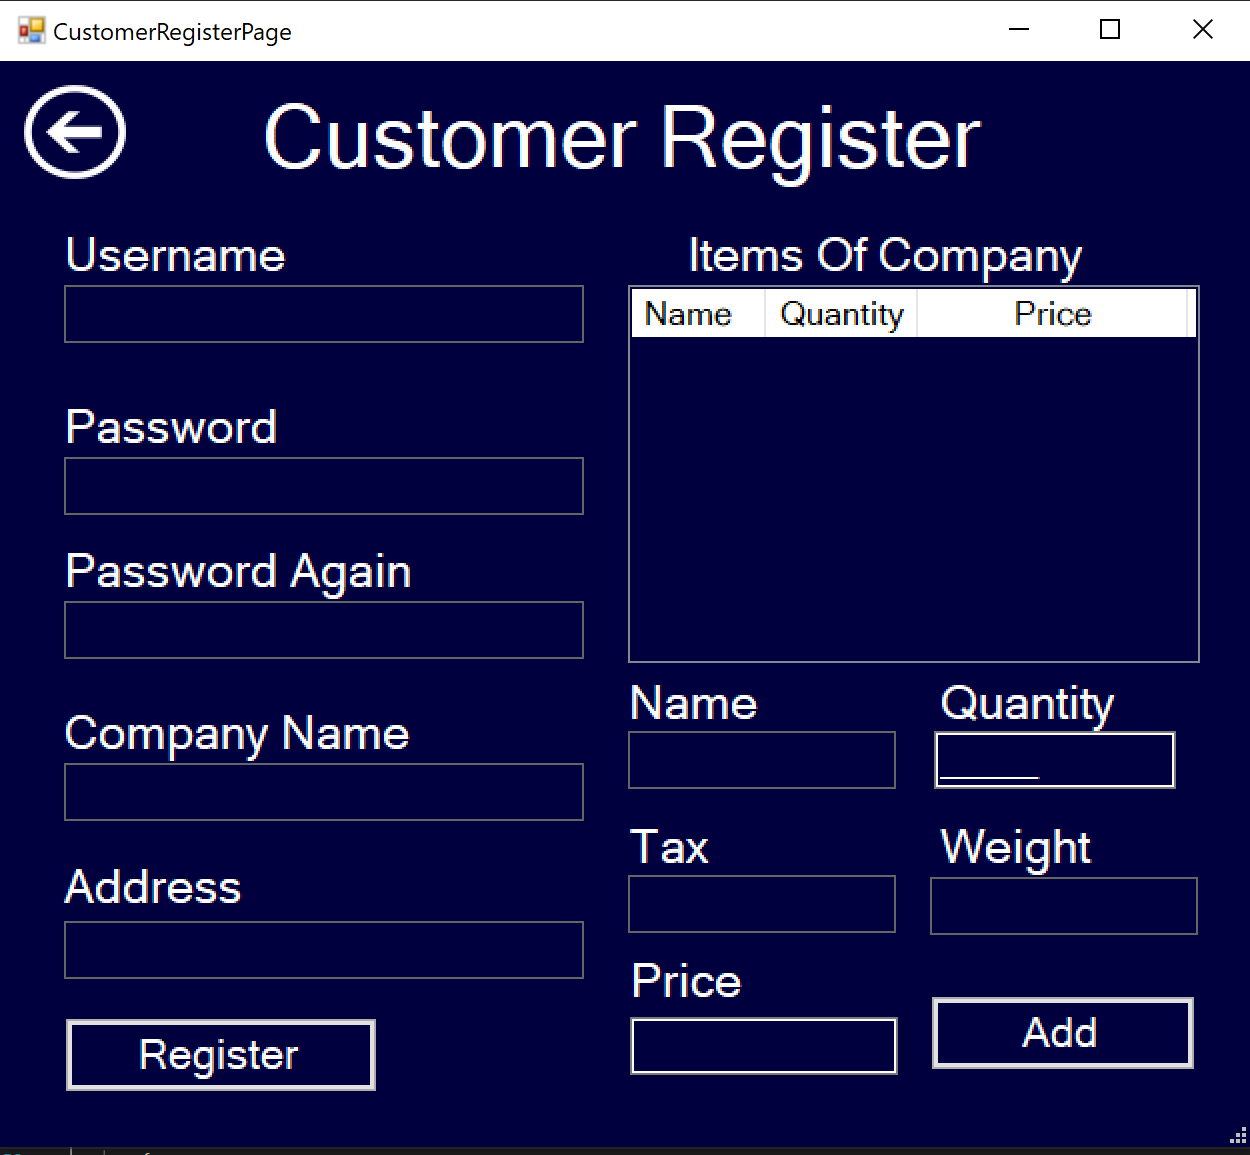 CustomerRegisterPage
Customer Register
Username
Password
Password Again
Company Name
Address
Register
Items Of Company
Name Quantity Price
Name Quantity
Tax Weight
Price
Add